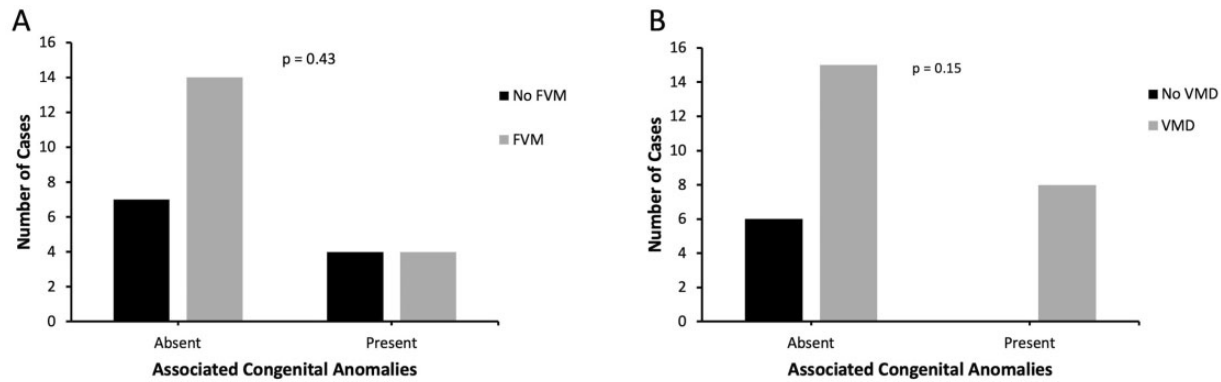 A
16
14
12
10
8
6
4
2
0
Number of Cases
p = 0.43
No FVM
FVM
Absent
Present
Associated Congenital Anomalies
B
16
14
12
10
8
6
4
2
0
Number of Cases
p = 0.15
No VMD
VMD
Absent
Present
Associated Congenital Anomalies